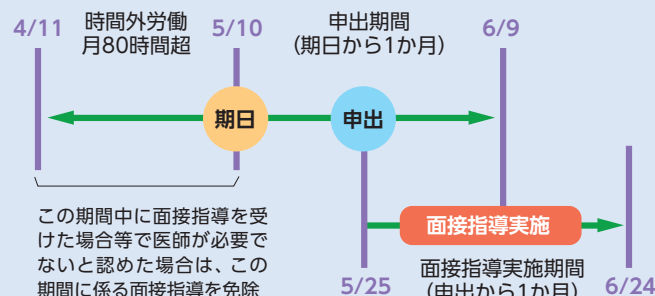 4/11
時間外労働
月80時間超
5/10
申出期間
(期日から1か月)
6/9
期日
申出
この期間中に面接指導を受
けた場合等で医師が必要で
ないと認めた場合は、この
期間に係る面接指導を免除
面接指導実施
5/25
面接指導実施期間
(申出から1か月)
6/24